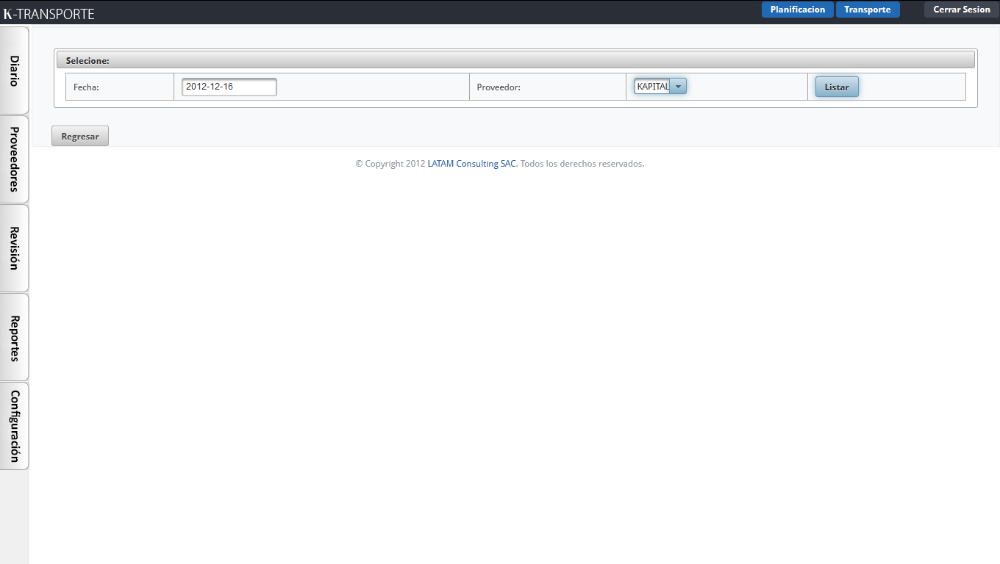 K-TRANSPORTE
Planificacion Transporte Cerrar Sesion
Diario
Proveedores
Revisión
Reportes
Configuración
Selecione:
Fecha: 2012-12-16 Proveedor: KAPITAL Listar
Regresar
© Copyright 2012 LATAM Consulting SAC. Todos los derechos reservados.